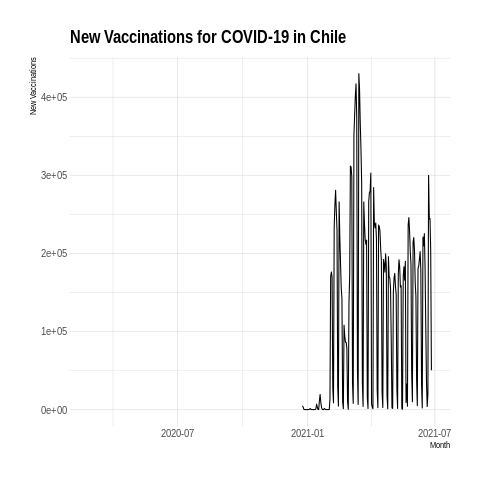 New Vaccinations for COVID-19 in Chile
New Vaccinations
4e+05
3e+05
2e+05
1e+05
0e+00
2020-07 2021-01 2021-07
Month